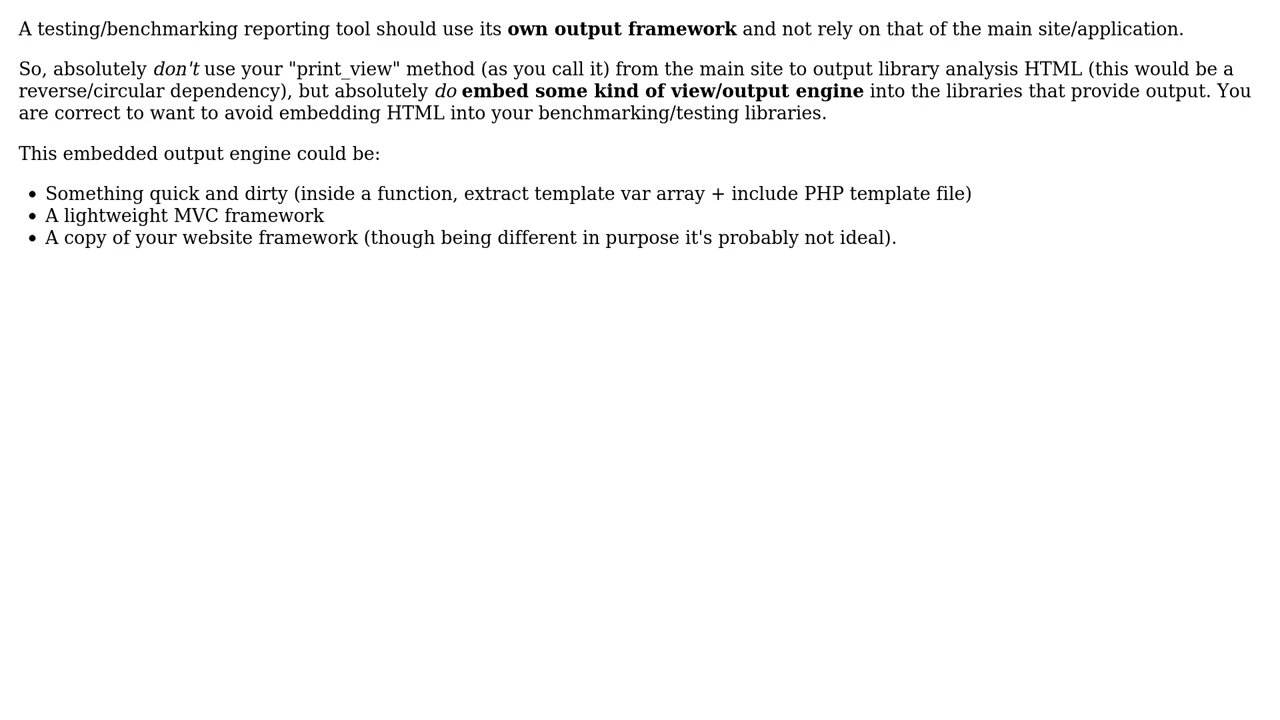 A testing/benchmarking reporting tool should use its own output framework and not rely on that of the main site/application.
So, absolutely don't use your "print_view" method (as you call it) from the main site to output library analysis HTML (this would be a
reverse/circular dependency), but absolutely do embed some kind of view/output engine into the libraries that provide output. You
are correct to want to avoid embedding HTML into your benchmarking/testing libraries.
This embedded output engine could be:
• Something quick and dirty (inside a function, extract template var array + include PHP template file)
• A lightweight MVC framework
• A copy of your website framework (though being different in purpose it's probably not ideal).